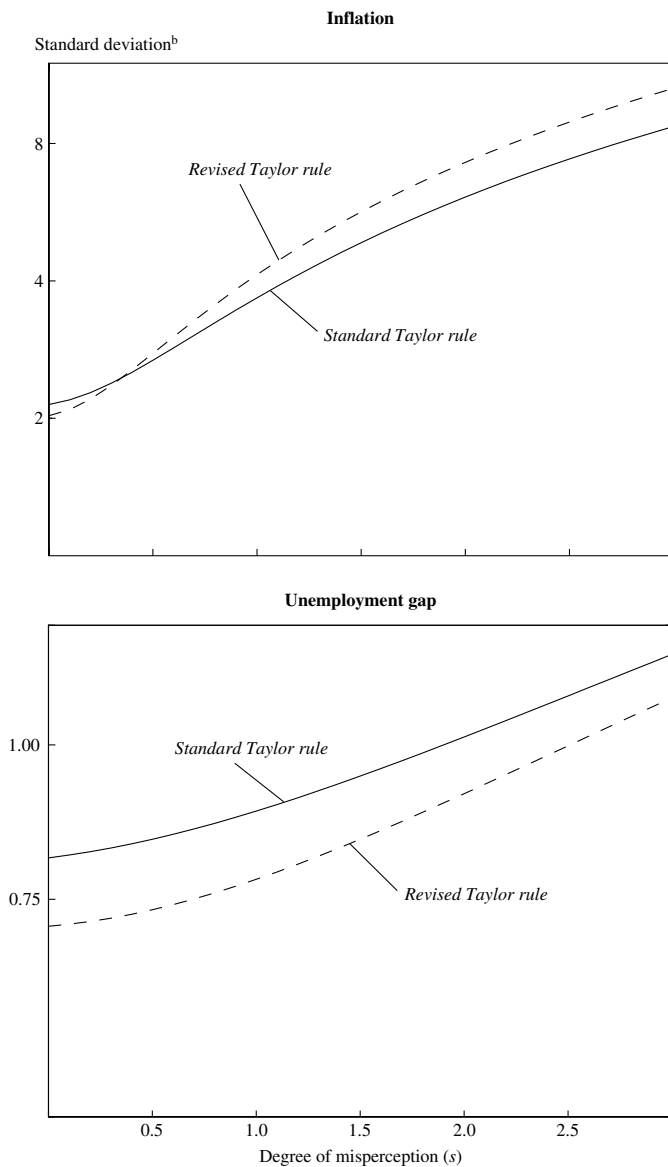 Inflation
Standard deviationᵇ
8
Revised Taylor rule
4
Standard Taylor rule
2
Unemployment gap
1.00
Standard Taylor rule
0.75
Revised Taylor rule
0.5 1.0 1.5 2.0 2.5
Degree of misperception (s)